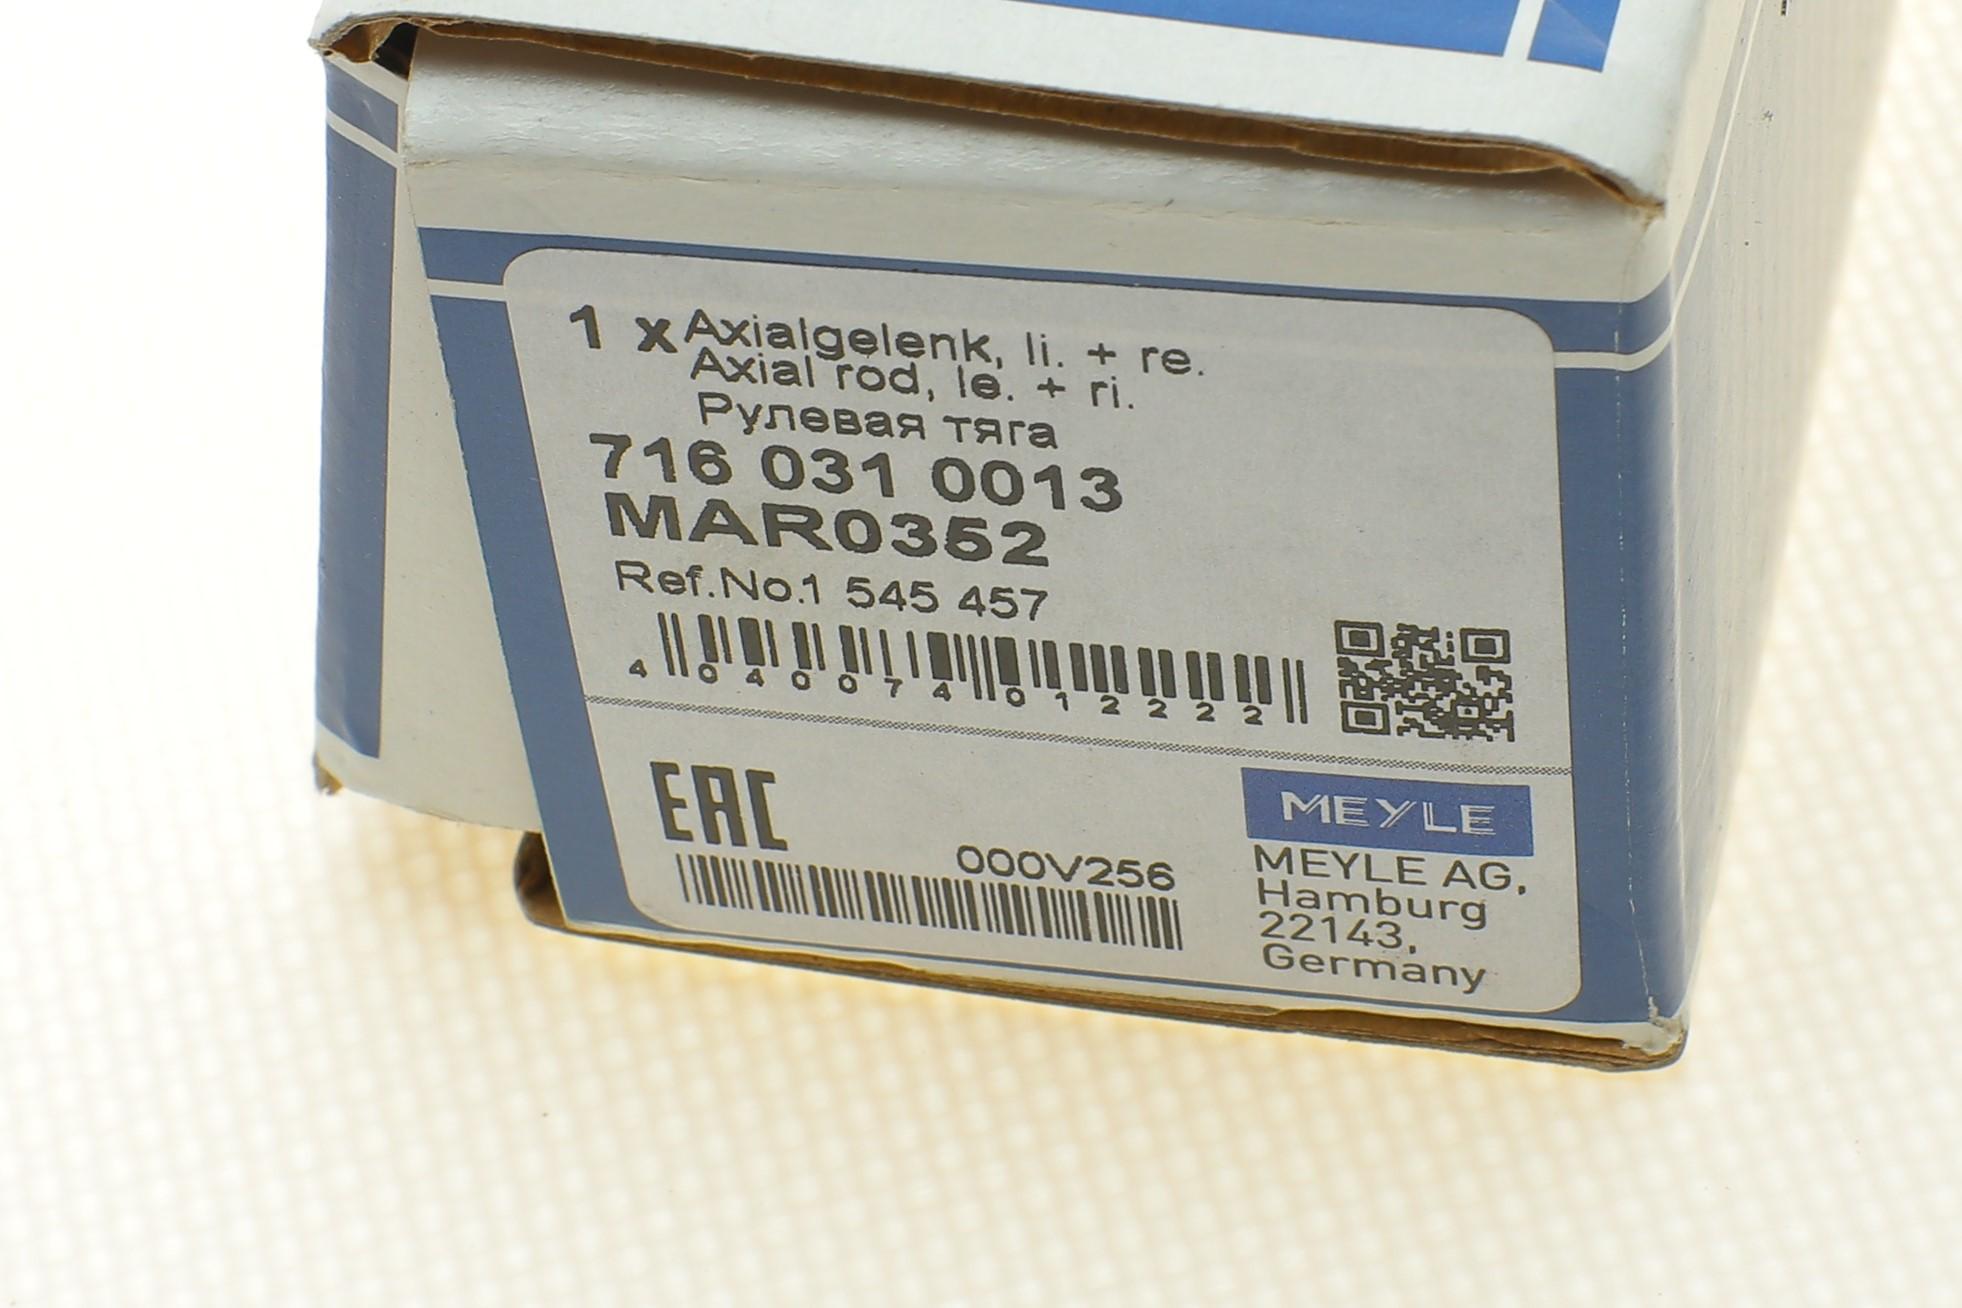 1 x Axialgelenk, li. + re.
Axial rod, le. + ri.
Рулевая тяга
716 031 0013
MAR0352
Ref.No.1 545 457
4 040074 012222
EAC
000V256
MEYLE
MEYLE AG,
Hamburg
22143,
Germany